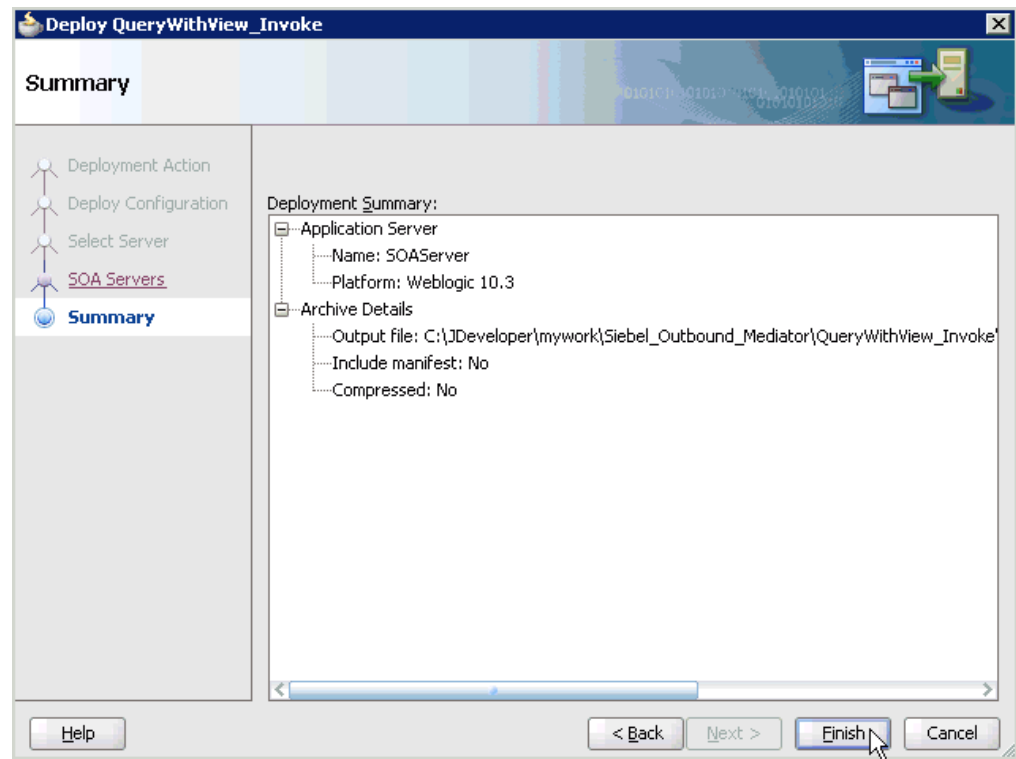 Deploy QueryWithView_Invoke
Summary
Deployment Action
Deploy Configuration
Select Server
SOA Servers
Summary
Deployment Summary:
Application Server
Name: SOAServer
Platform: Weblogic 10.3
Archive Details
Output file: C:\JDeveloper\mywork\Siebel_Outbound_Mediator\QueryWithView_Invoke
Include manifest: No
Compressed: No
Help
< Back
Next >
Finish
Cancel